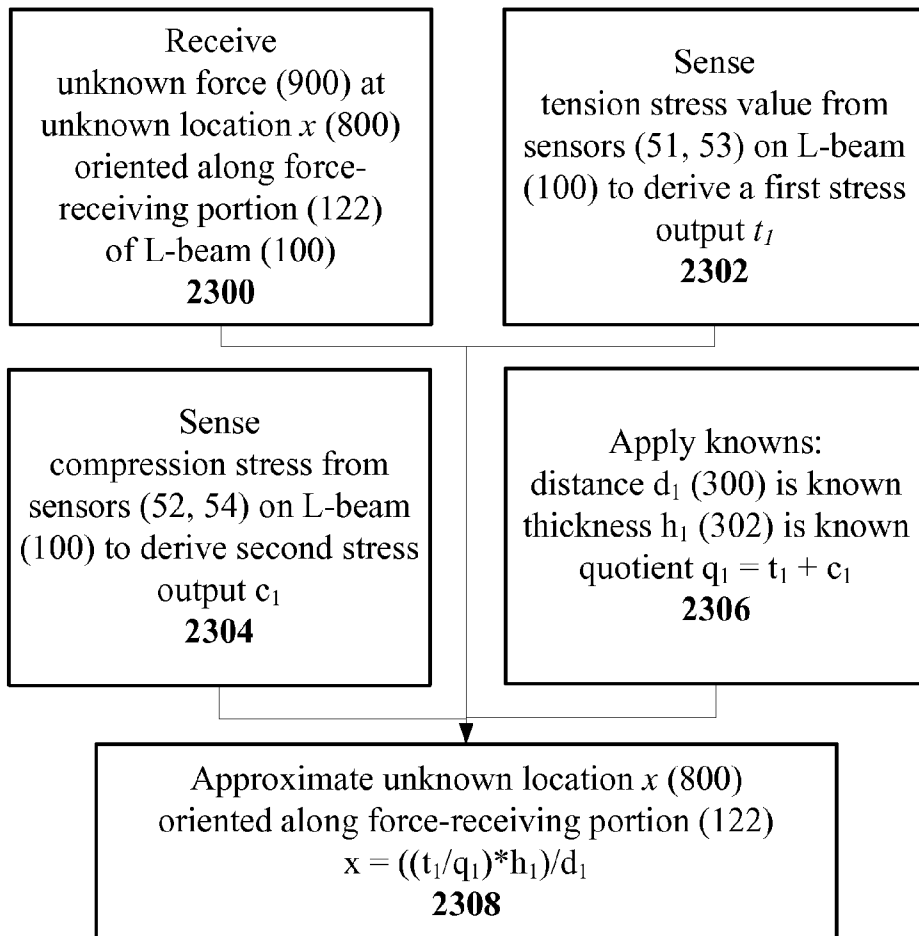 Receive
unknown force (900) at
unknown location x (800)
oriented along force-
receiving portion (122)
of L-beam (100)
2300
Sense
tension stress value from
sensors (51, 53) on L-beam
(100) to derive a first stress
output t₁
2302
Sense
compression stress from
sensors (52, 54) on L-beam
(100) to derive second stress
output c₁
2304
Apply knowns:
distance d₁ (300) is known
thickness h₁ (302) is known
quotient q₁ = t₁ + c₁
2306
Approximate unknown location x (800)
oriented along force-receiving portion (122)
x = ((t₁/q₁)*h₁)/d₁
2308